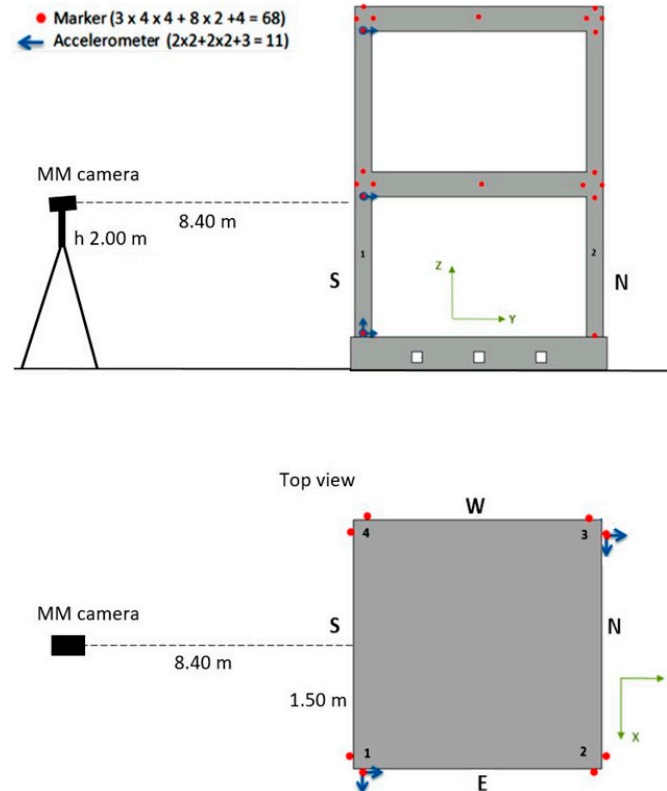 Marker (3 x 4 x 4 + 8 x 2 +4 = 68)
Accelerometer (2x2+2x2+3 = 11)
MM camera
8.40 m
h 2.00 m
1
2
S
Z
N
Y
Top view
W
4
3
MM camera
S
N
8.40 m
1.50 m
X
1
2
E